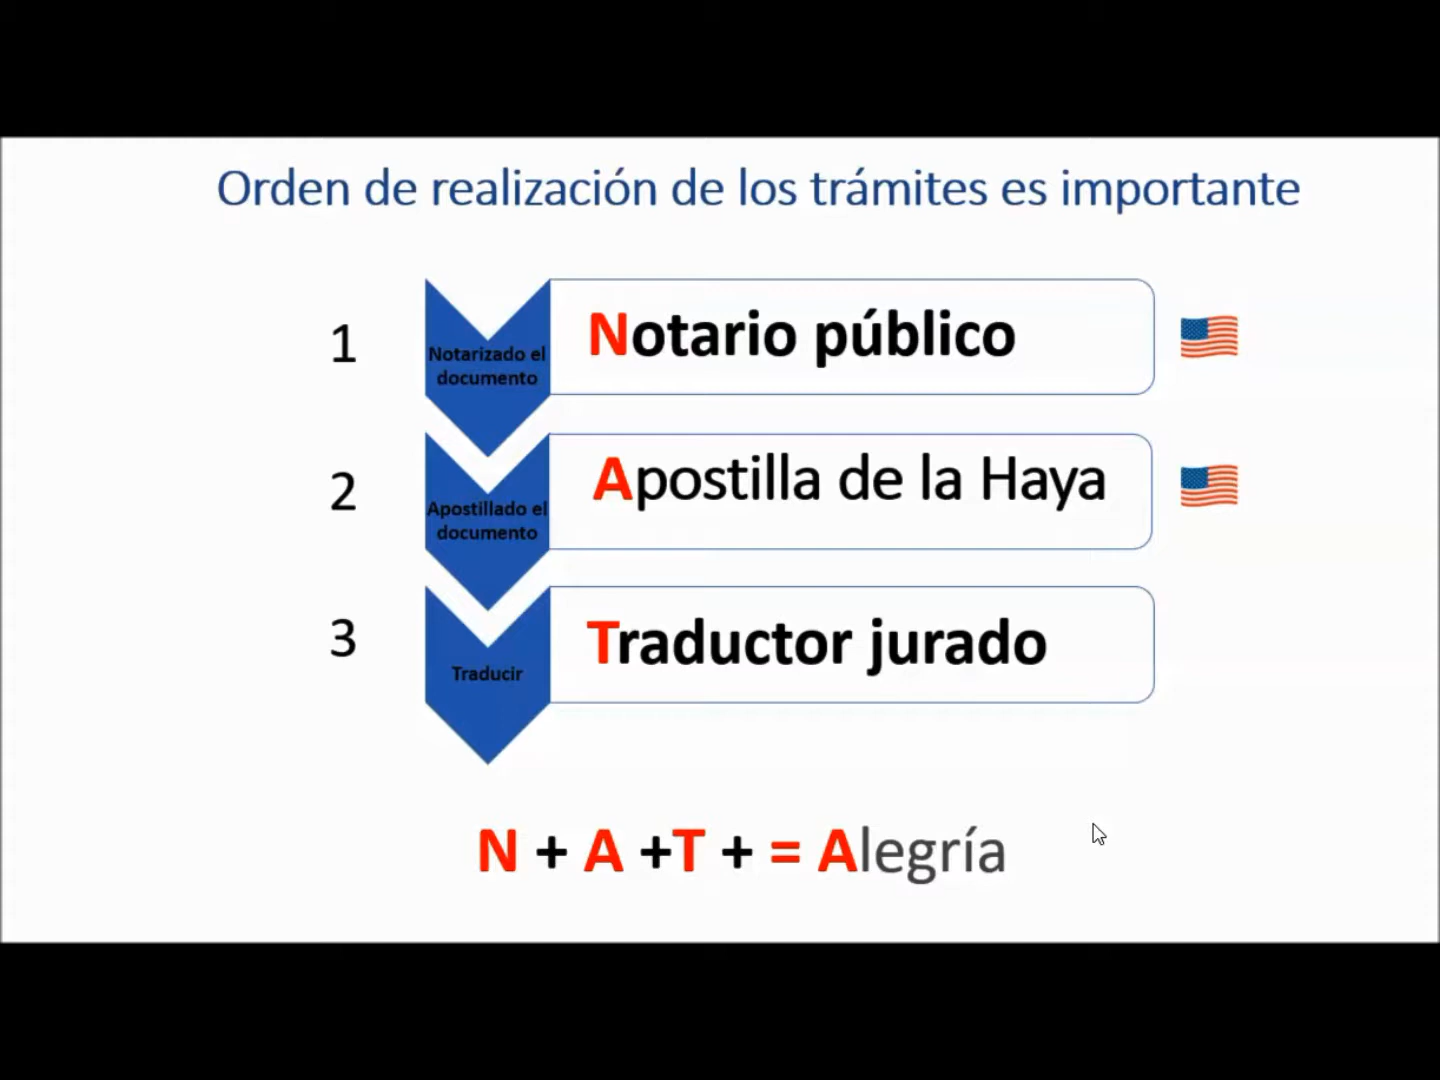 Orden de realización de los trámites es importante
1
Notarizado el
documento
Notario público
2
Apostillado el
documento
Apostilla de la Haya
3
Traducir
Traductor jurado
N + A +T + = Alegría